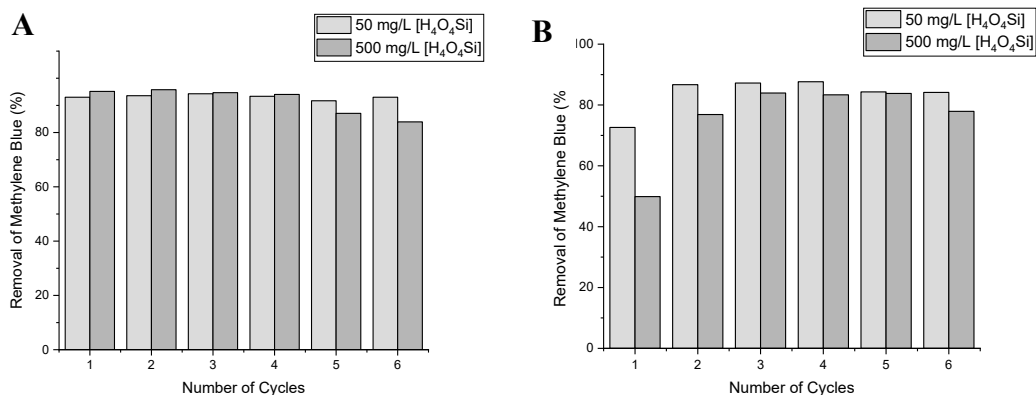 A
50 mg/L [H₄O₄Si]
500 mg/L [H₄O₄Si]
Removal of Methylene Blue (%)
80
60
40
20
0
1 2 3 4 5 6
Number of Cycles
B
50 mg/L [H₄O₄Si]
500 mg/L [H₄O₄Si]
Removal of Methylene Blue (%
100
80
60
40
20
0
1 2 3 4 5 6
Number of Cycles